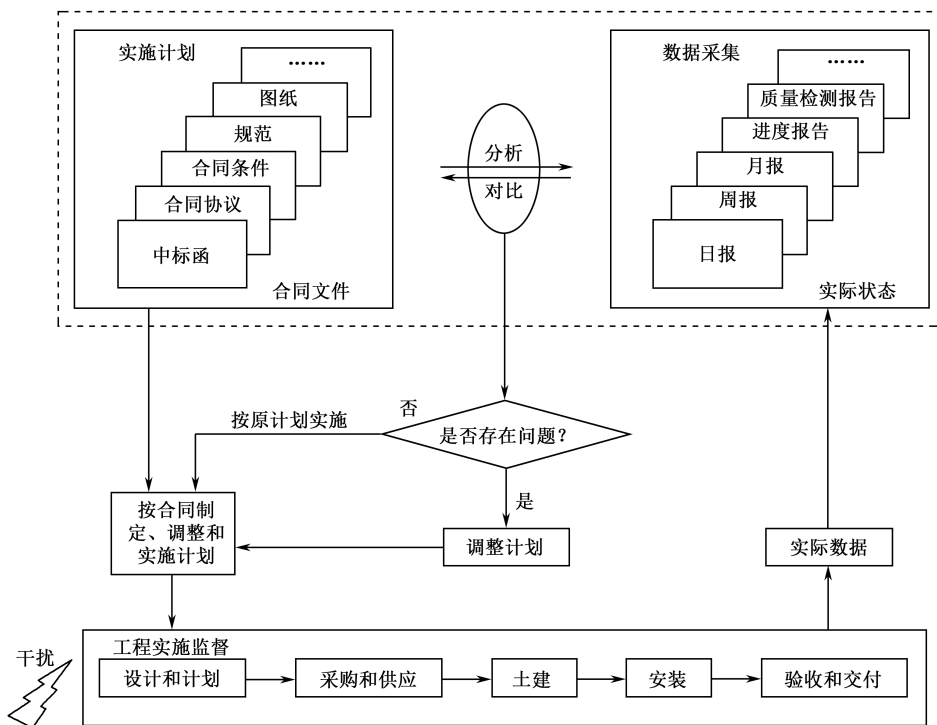 实施计划
……
图纸
规范
合同条件
合同协议
中标函
合同文件
分析
对比
数据采集
……
质量检测报告
进度报告
月报
周报
日报
实际状态
否
按原计划实施
是否存在问题？
是
按合同制
定、调整和
实施计划
调整计划
实际数据
干扰
工程实施监督
设计和计划
采购和供应
土建
安装
验收和交付